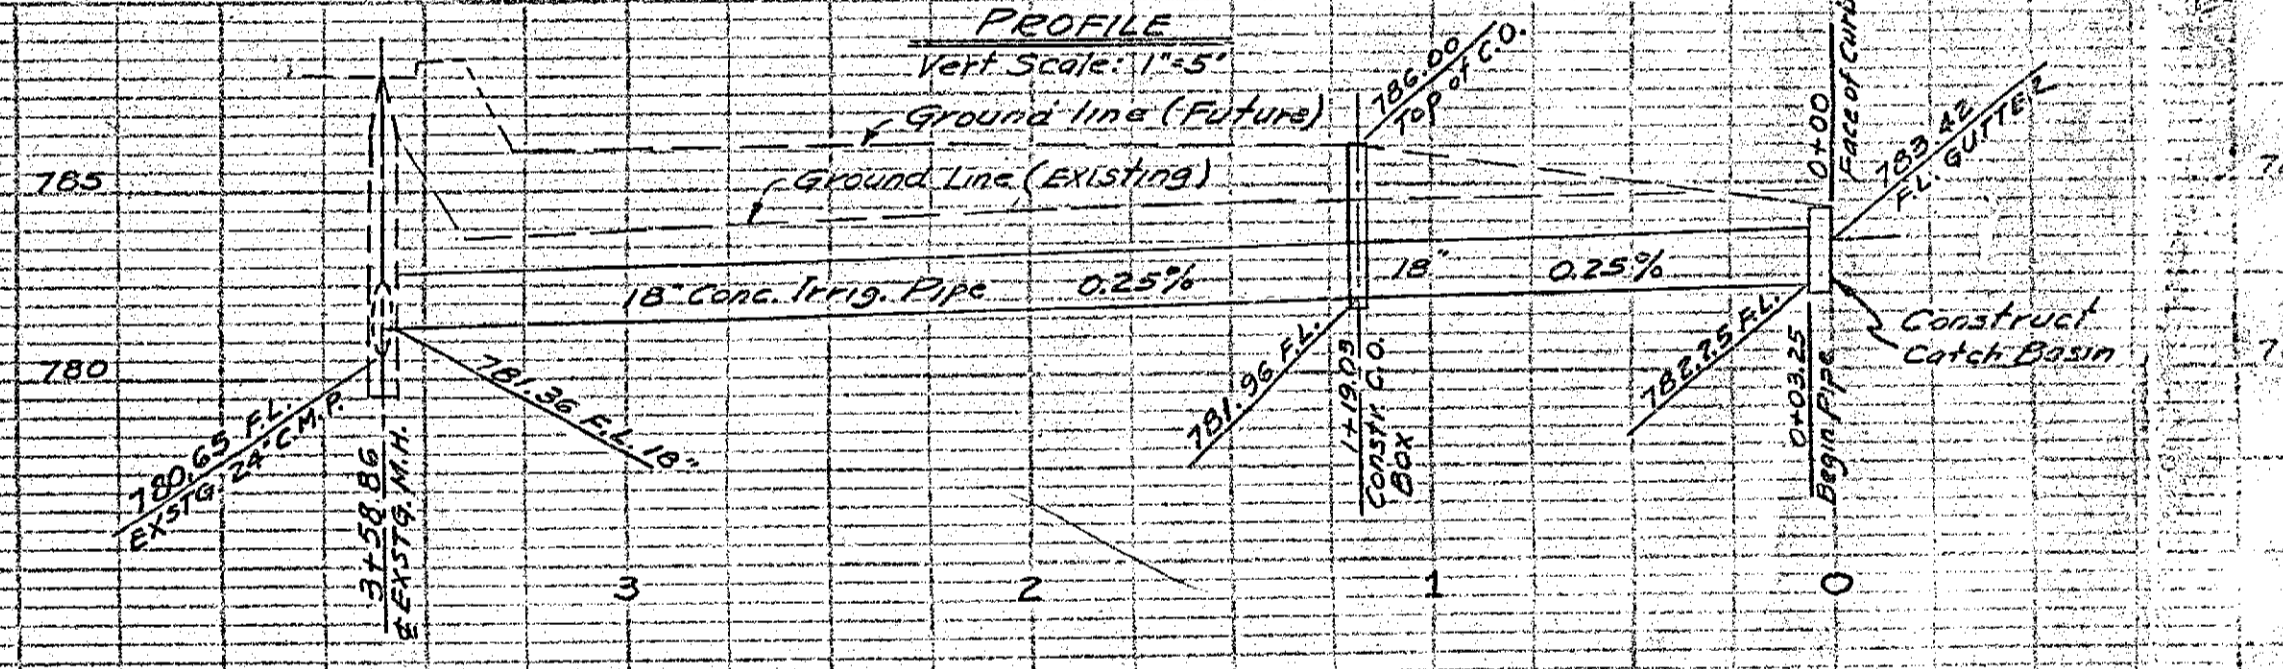 PROFILE
Vert Scale: 1"=5'
Ground line (Future)
Ground Line (Existing)
786.00
Top of C.O.
0+00
Face of Curb
783.42
F.L. GUTTER
785
18" Conc. Irrig. Pipe 0.25%
18" 0.25%
Construct
Catch Basin
780
780.65 F.L.
EXSTG. 24" C.M.P.
781.36 F.L. 18"
3+58.86
℄ EXSTG. M.H.
781.96 F.L.
1+19.03
Constr. C.O.
BOX
782.25 F.L.
0+03.25
Begin Pipe
3 2 1 0